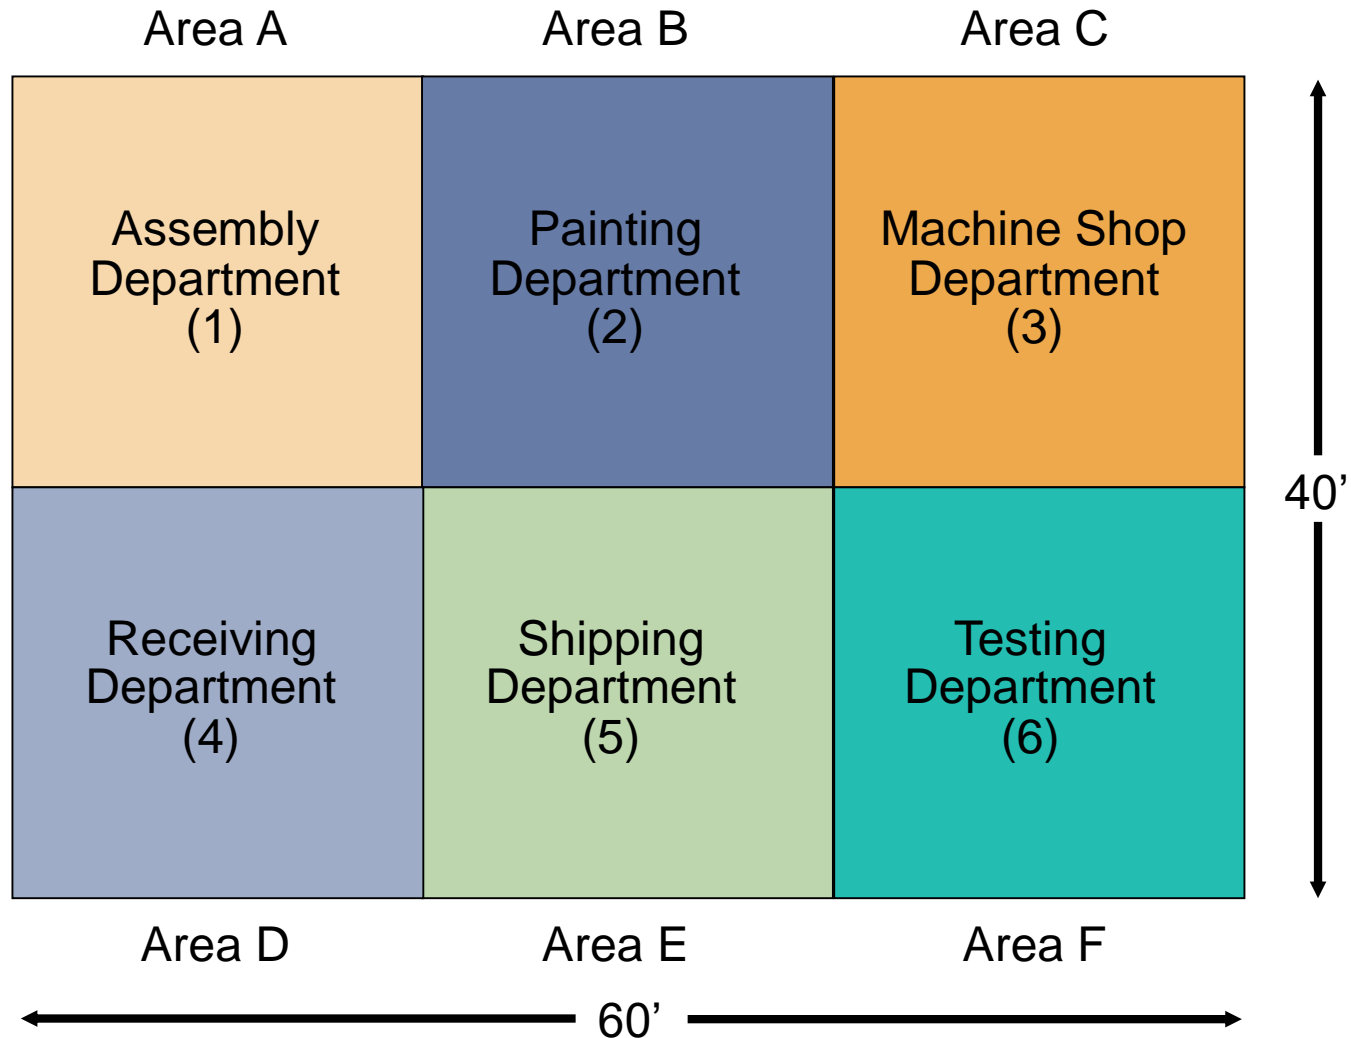 Area A
Area B
Area C
Assembly
Department
(1)
Painting
Department
(2)
Machine Shop
Department
(3)
40’
Receiving
Department
(4)
Shipping
Department
(5)
Testing
Department
(6)
Area D
Area E
Area F
60’